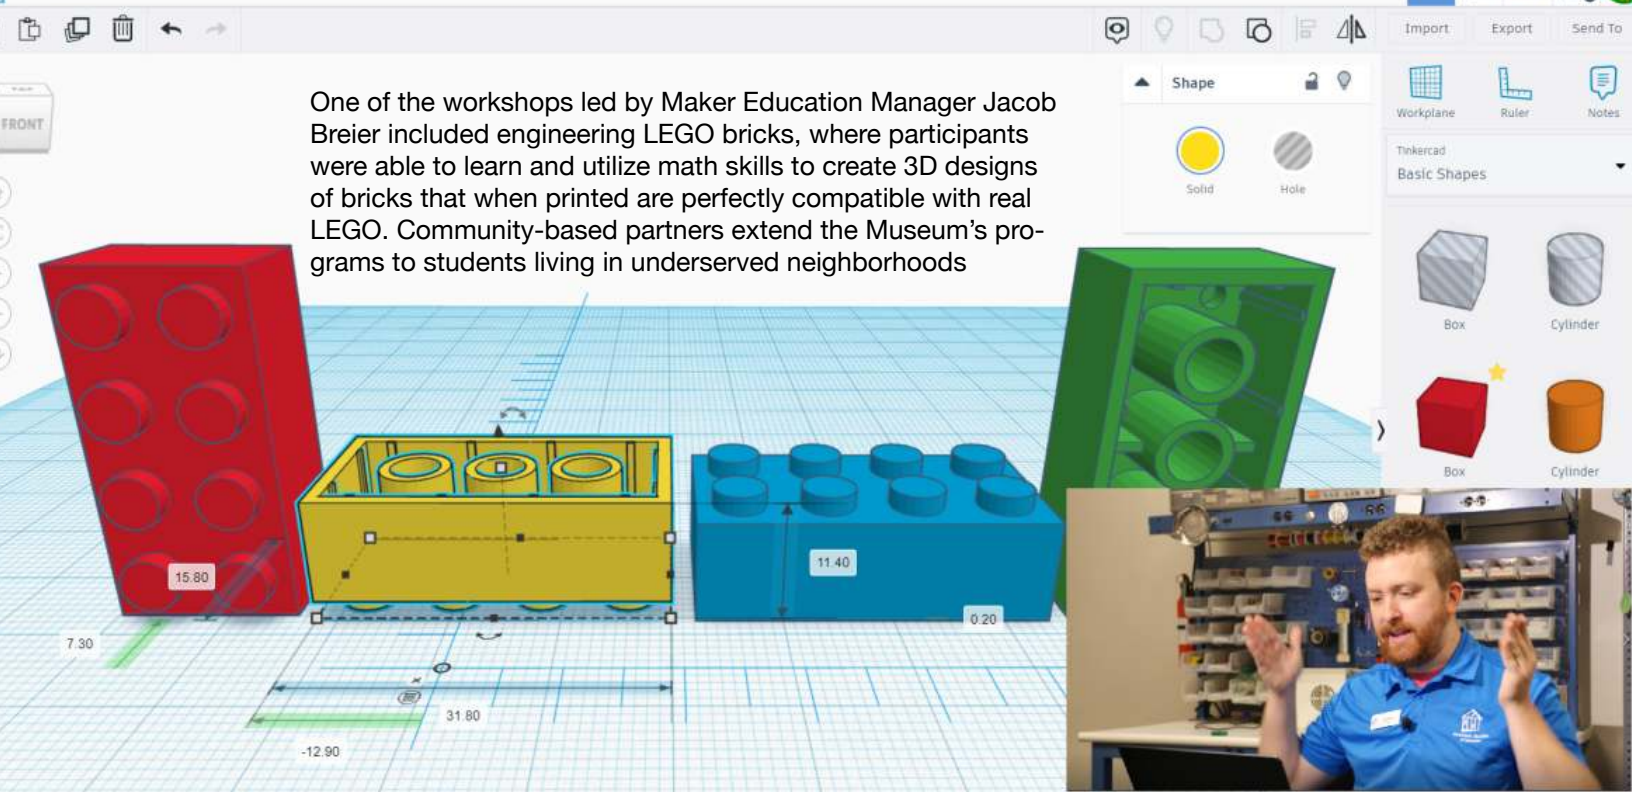 Import
Export
Send To
FRONT
One of the workshops led by Maker Education Manager Jacob
Breier included engineering LEGO bricks, where participants
were able to learn and utilize math skills to create 3D designs
of bricks that when printed are perfectly compatible with real
LEGO. Community-based partners extend the Museum's pro-
grams to students living in underserved neighborhoods
Shape
Solid
Hole
Workplane
Ruler
Notes
Tinkercad
Basic Shapes
Box
Cylinder
Box
Cylinder
15.80
11.40
0.20
7.30
31.80
-12.90